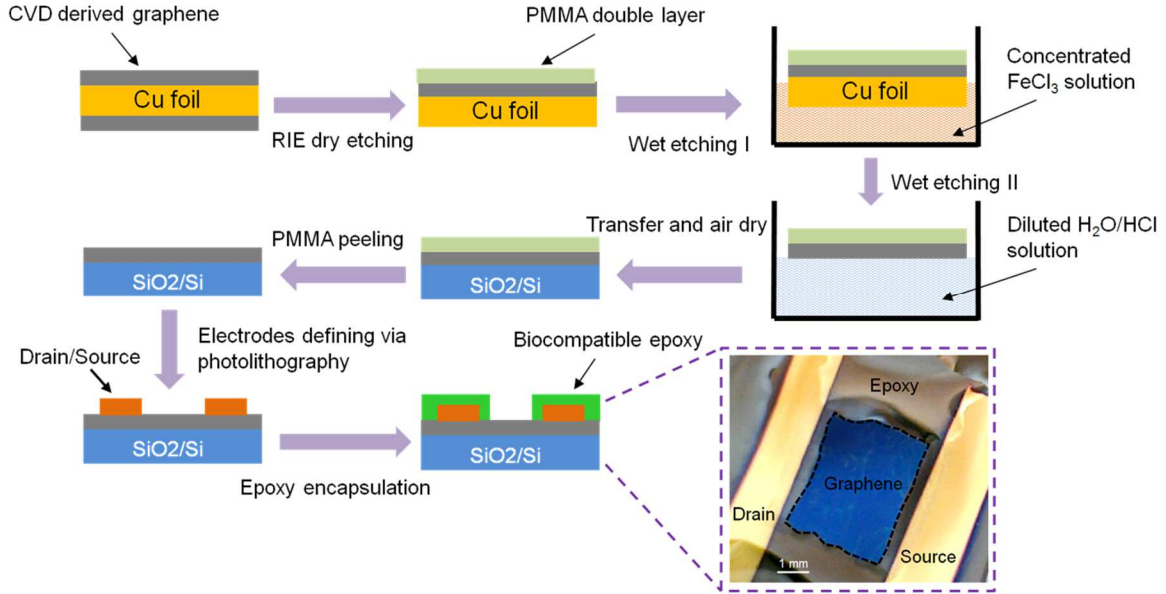 CVD derived graphene
Cu foil
RIE dry etching
PMMA double layer
Cu foil
Wet etching I
Cu foil
Concentrated
FeCl₃ solution
Wet etching II
Diluted H₂O/HCl
solution
Transfer and air dry
SiO2/Si
PMMA peeling
SiO2/Si
Electrodes defining via
photolithography
Drain/Source
SiO2/Si
Epoxy encapsulation
Biocompatible epoxy
SiO2/Si
Epoxy
Graphene
Drain
Source
1 mm